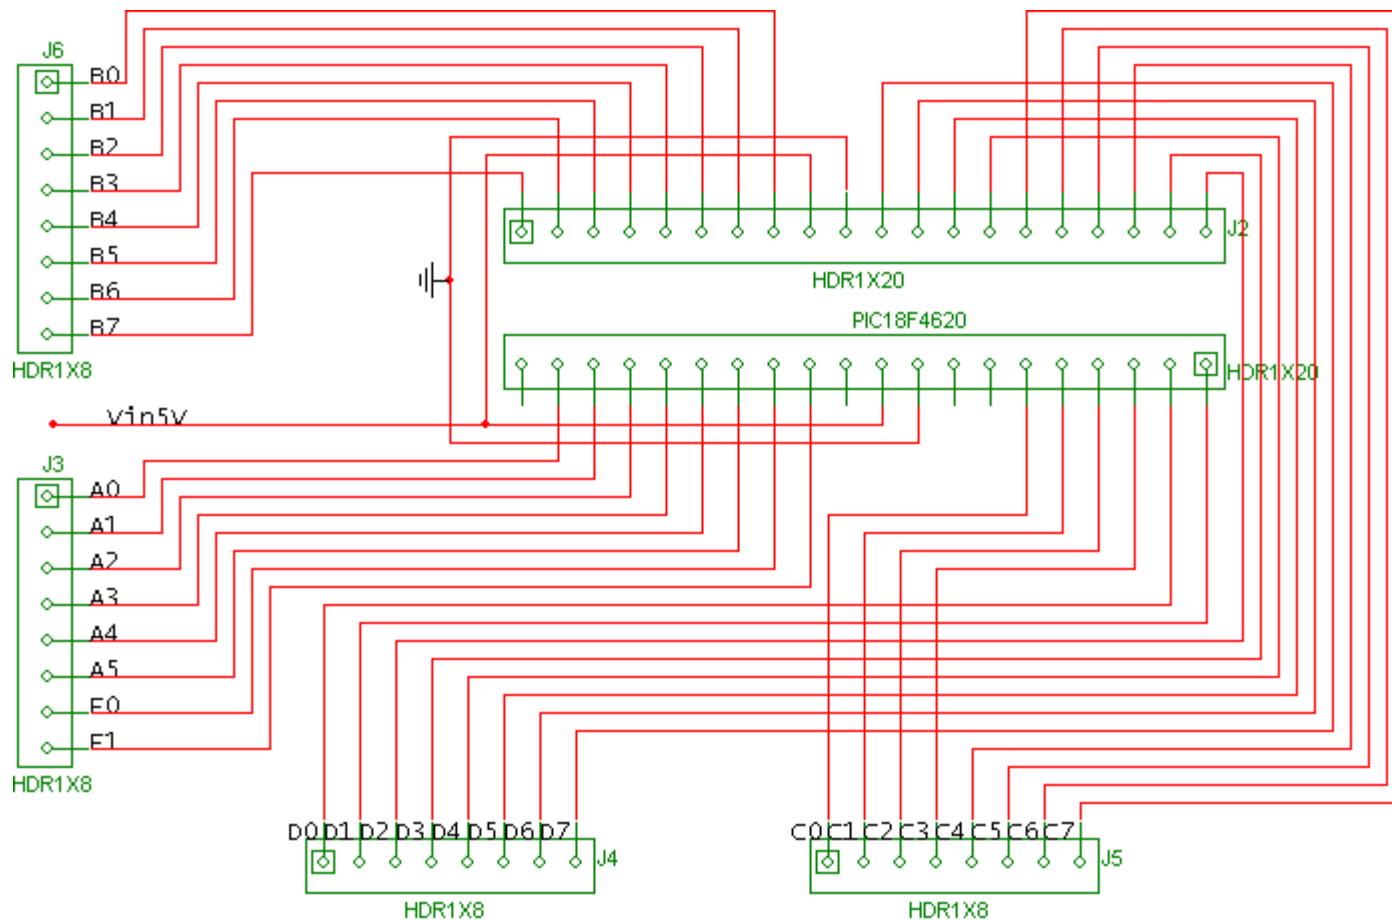 J6
B0
B1
B2
B3
B4
B5
B6
B7
HDR1X8
J2
HDR1X20
PIC18F4620
HDR1X20
Vin5V
J3
A0
A1
A2
A3
A4
A5
E0
E1
HDR1X8
D0 D1 D2 D3 D4 D5 D6 D7
J4
HDR1X8
C0 C1 C2 C3 C4 C5 C6 C7
J5
HDR1X8